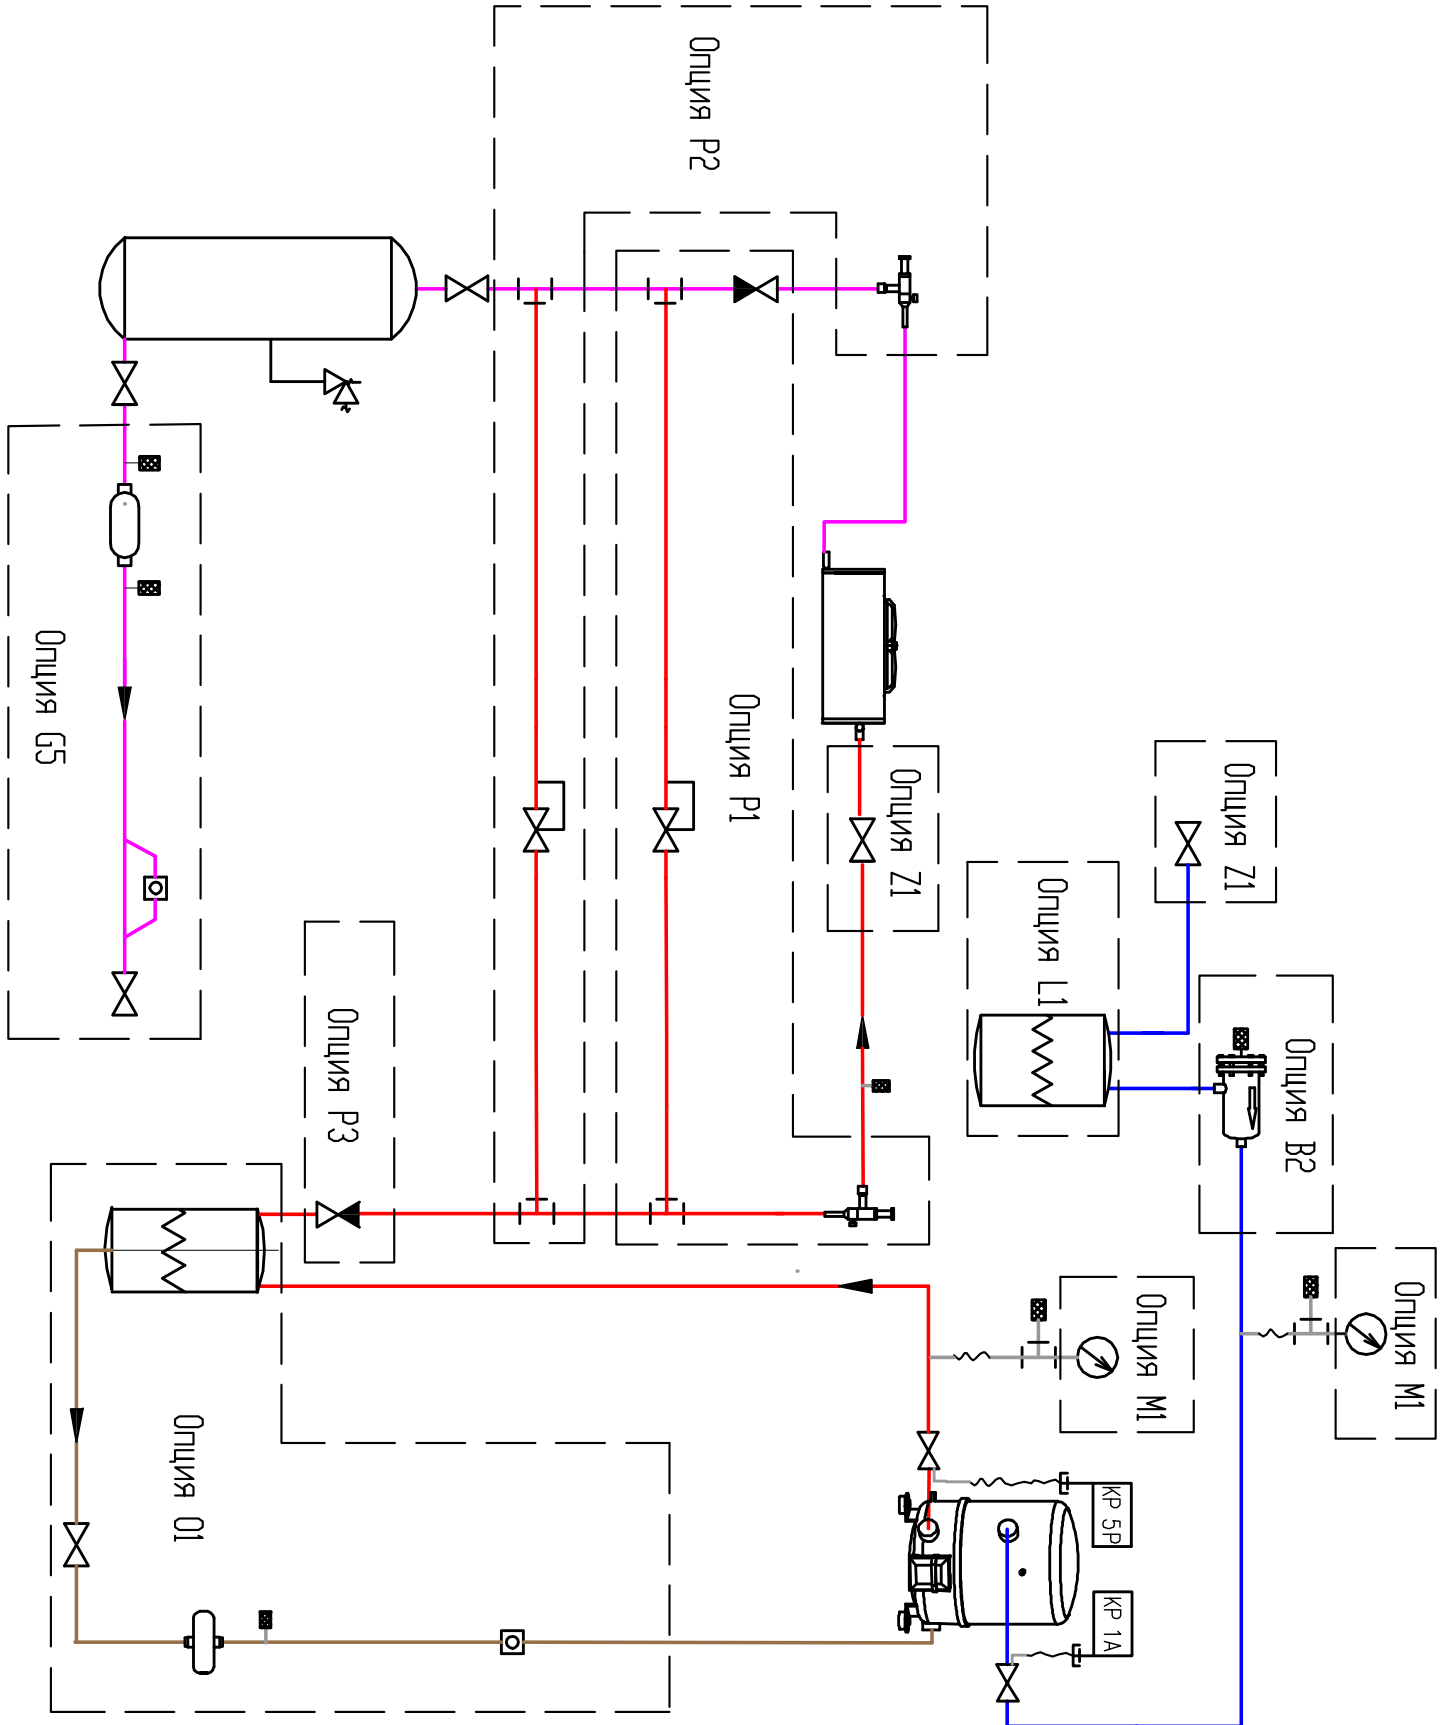 Опция P2
Опция P1
Опция Z1
Опция Z1
Опция L1
Опция G5
Опция P3
Опция B2
Опция M1
Опция M1
Опция O1
KP 5P
KP 1A